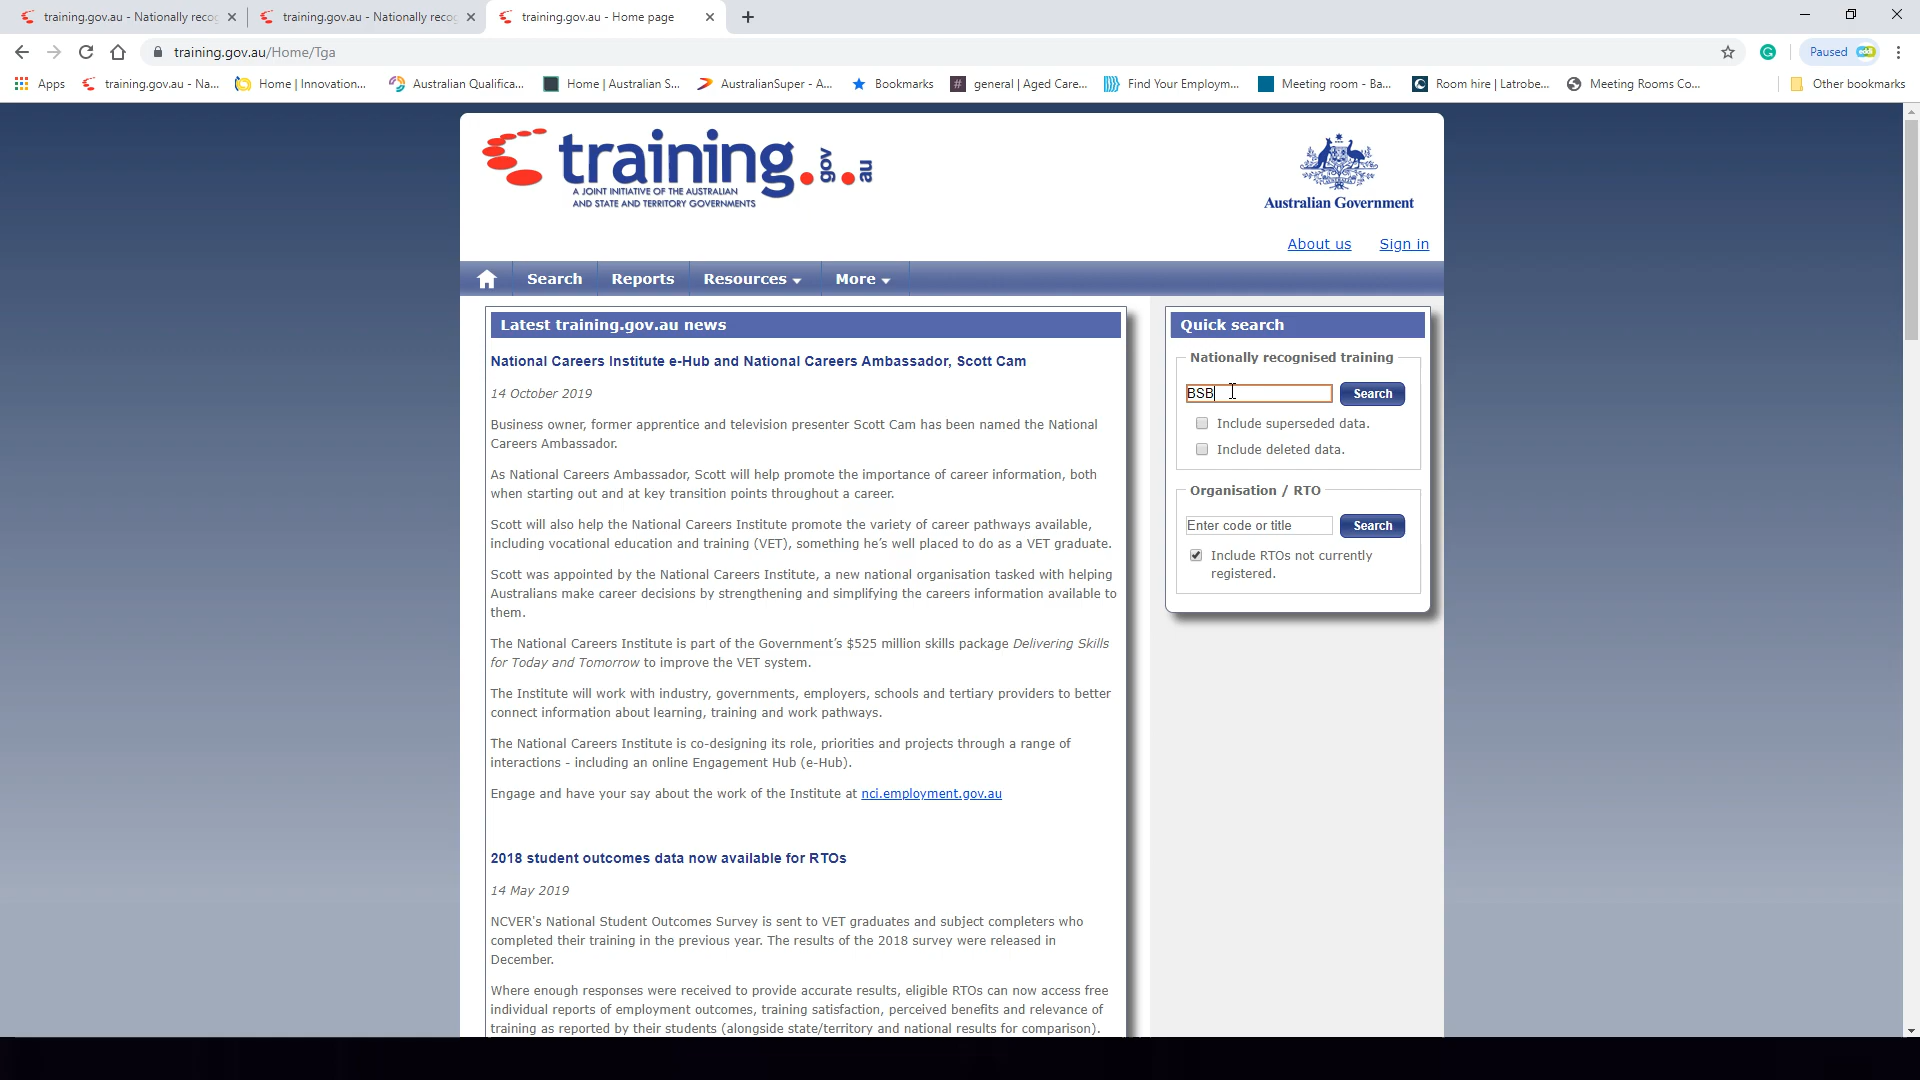 training.gov.au - Nationally recog
training.gov.au - Nationally recog
training.gov.au - Home page
training.gov.au/Home/Tga
Paused
Apps
training.gov.au - Na...
Home | Innovation...
Australian Qualifica...
Home | Australian S...
AustralianSuper - A...
Bookmarks
general | Aged Care...
Find Your Employm...
Meeting room - Ba...
Room hire | Latrobe...
Meeting Rooms Co...
Other bookmarks
training.gov.au
A JOINT INITIATIVE OF THE AUSTRALIAN
AND STATE AND TERRITORY GOVERNMENTS
Australian Government
About us Sign in
Search Reports Resources More
Latest training.gov.au news
National Careers Institute e-Hub and National Careers Ambassador, Scott Cam
14 October 2019
Business owner, former apprentice and television presenter Scott Cam has been named the National
Careers Ambassador.
As National Careers Ambassador, Scott will help promote the importance of career information, both
when starting out and at key transition points throughout a career.
Scott will also help the National Careers Institute promote the variety of career pathways available,
including vocational education and training (VET), something he's well placed to do as a VET graduate.
Scott was appointed by the National Careers Institute, a new national organisation tasked with helping
Australians make career decisions by strengthening and simplifying the careers information available to
them.
The National Careers Institute is part of the Government's $525 million skills package Delivering Skills
for Today and Tomorrow to improve the VET system.
The Institute will work with industry, governments, employers, schools and tertiary providers to better
connect information about learning, training and work pathways.
The National Careers Institute is co-designing its role, priorities and projects through a range of
interactions - including an online Engagement Hub (e-Hub).
Engage and have your say about the work of the Institute at nci.employment.gov.au
2018 student outcomes data now available for RTOs
14 May 2019
NCVER's National Student Outcomes Survey is sent to VET graduates and subject completers who
completed their training in the previous year. The results of the 2018 survey were released in
December.
Where enough responses were received to provide accurate results, eligible RTOs can now access free
individual reports of employment outcomes, training satisfaction, perceived benefits and relevance of
training as reported by their students (alongside state/territory and national results for comparison).
Quick search
Nationally recognised training
BSB
Search
Include superseded data.
Include deleted data.
Organisation / RTO
Enter code or title
Search
Include RTOs not currently
registered.